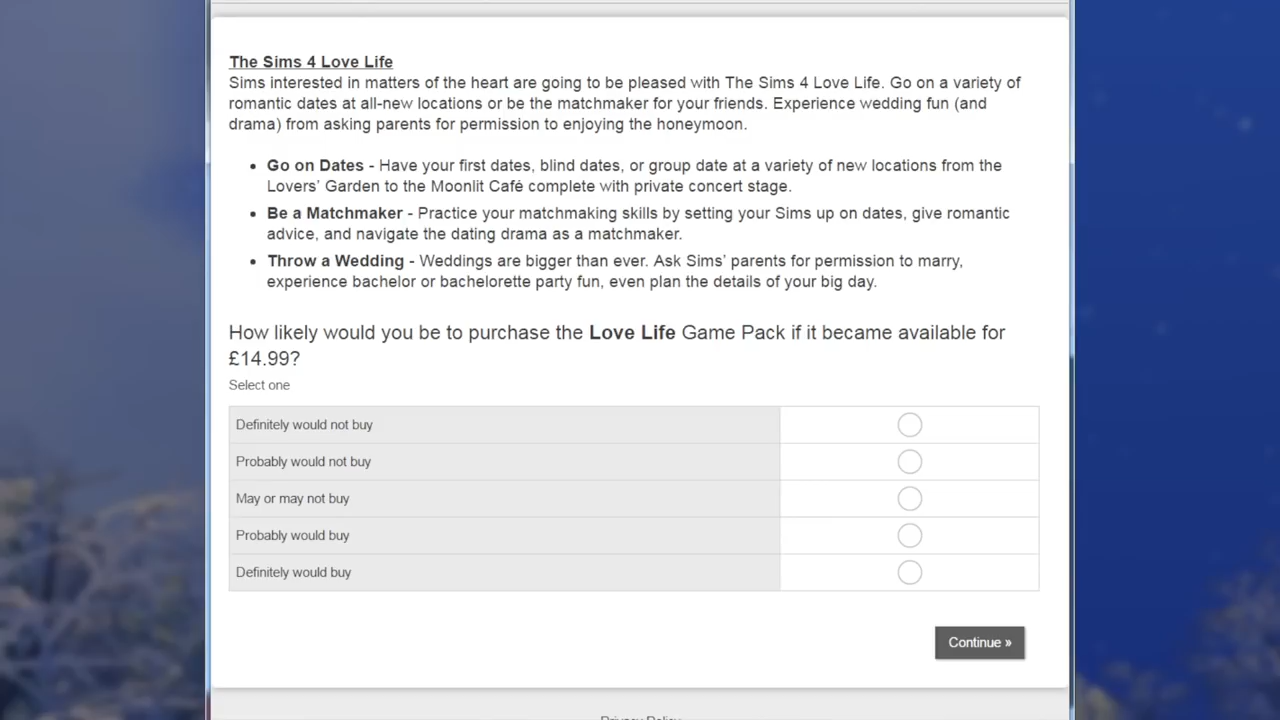 The Sims 4 Love Life
Sims interested in matters of the heart are going to be pleased with The Sims 4 Love Life. Go on a variety of
romantic dates at all-new locations or be the matchmaker for your friends. Experience wedding fun (and
drama) from asking parents for permission to enjoying the honeymoon.
• Go on Dates - Have your first dates, blind dates, or group date at a variety of new locations from the
Lovers’ Garden to the Moonlit Café complete with private concert stage.
• Be a Matchmaker - Practice your matchmaking skills by setting your Sims up on dates, give romantic
advice, and navigate the dating drama as a matchmaker.
• Throw a Wedding - Weddings are bigger than ever. Ask Sims’ parents for permission to marry,
experience bachelor or bachelorette party fun, even plan the details of your big day.
How likely would you be to purchase the Love Life Game Pack if it became available for
£14.99?
Select one
Definitely would not buy
Probably would not buy
May or may not buy
Probably would buy
Definitely would buy
Continue »
Privacy Policy